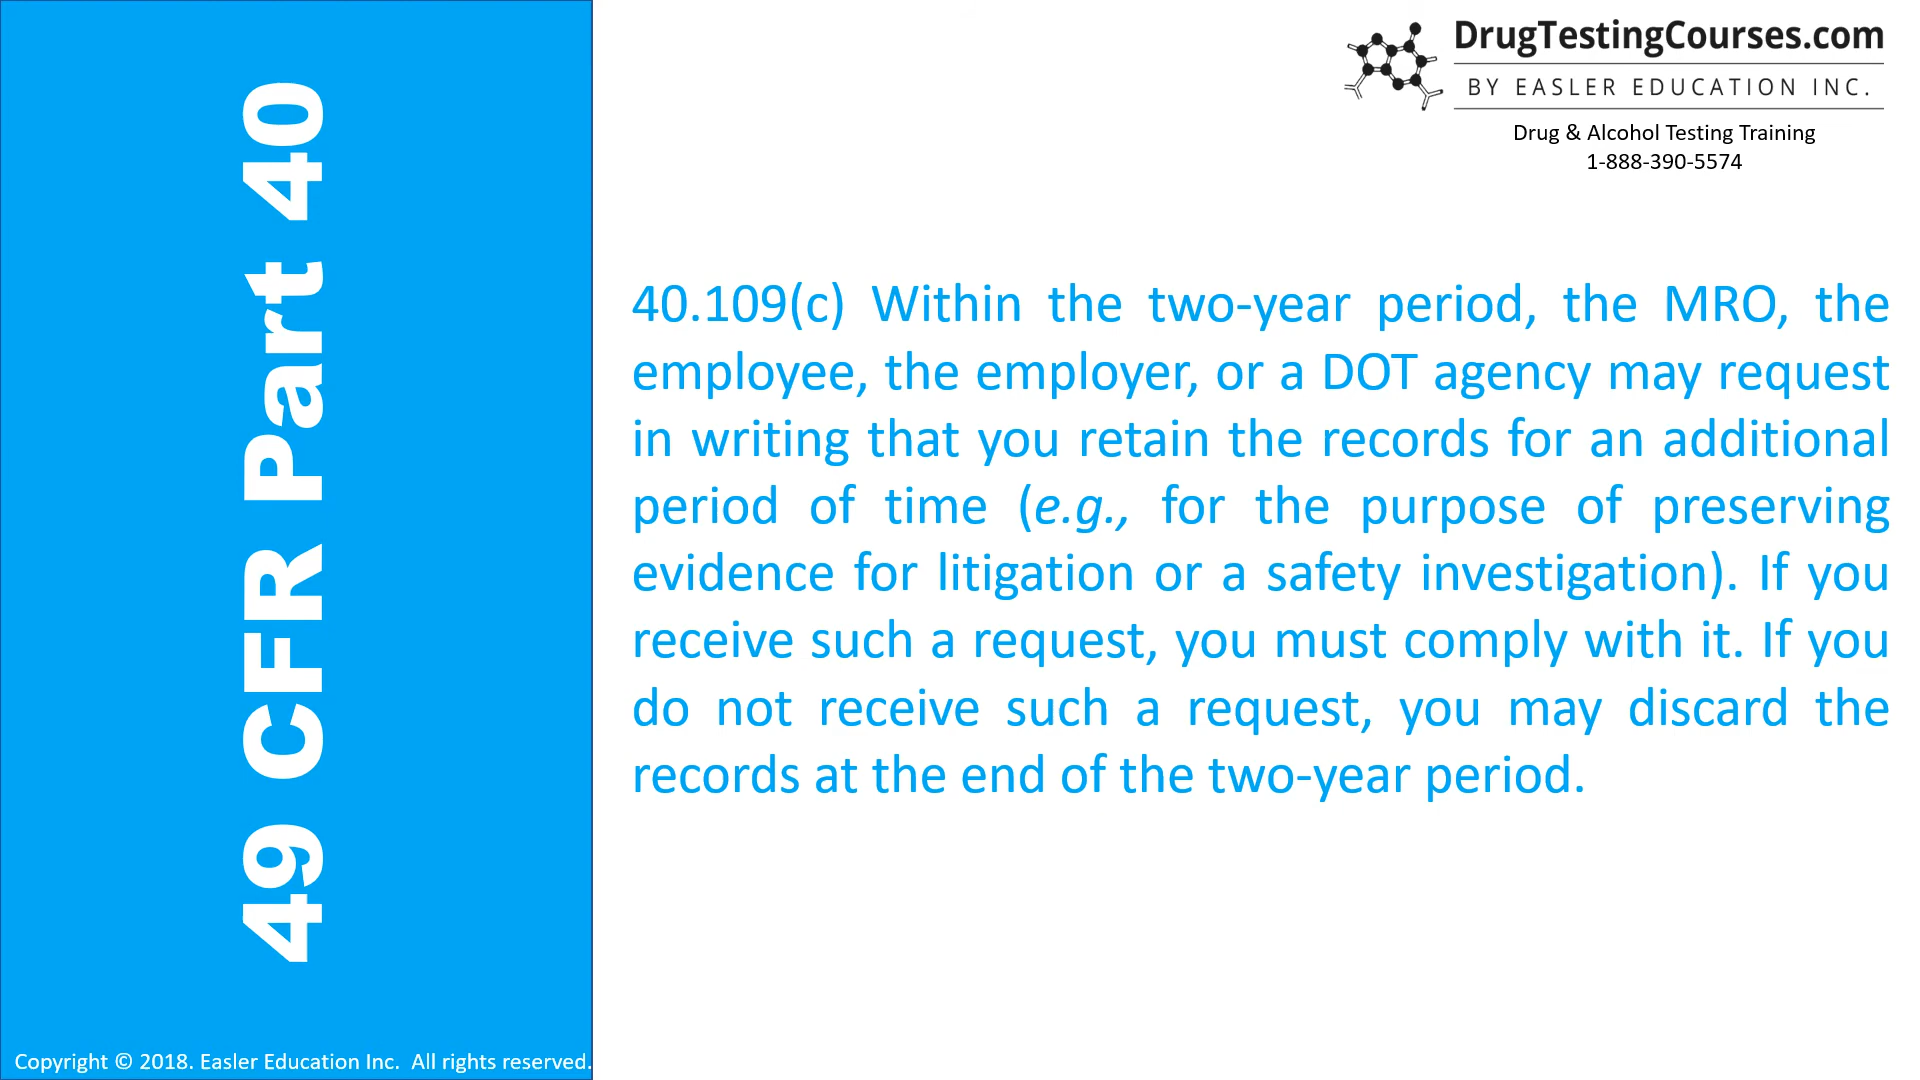 49 CFR Part 40
DrugTestingCourses.com
BY EASLER EDUCATION INC.
Drug & Alcohol Testing Training
1-888-390-5574
40.109(c) Within the two-year period, the MRO, the
employee, the employer, or a DOT agency may request
in writing that you retain the records for an additional
period of time (e.g., for the purpose of preserving
evidence for litigation or a safety investigation). If you
receive such a request, you must comply with it. If you
do not receive such a request, you may discard the
records at the end of the two-year period.
Copyright © 2018. Easler Education Inc. All rights reserved.